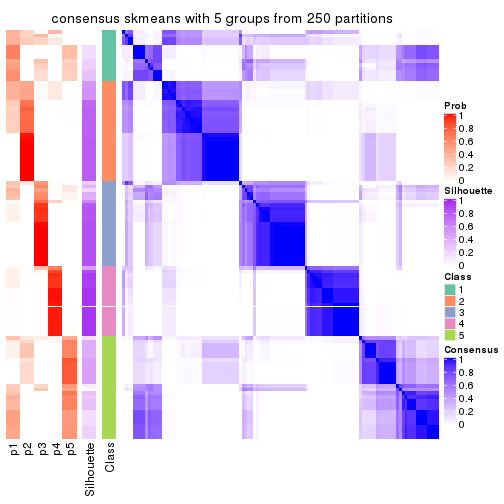 consensus skmeans with 5 groups from 250 partitions
Prob
1
0.8
0.6
0.4
0.2
0
Silhouette
1
0.8
0.6
0.4
0.2
0
Class
1
2
3
4
5
Consensus
1
0.8
0.6
0.4
0.2
0
p1
p2
p3
p4
p5
Silhouette
Class